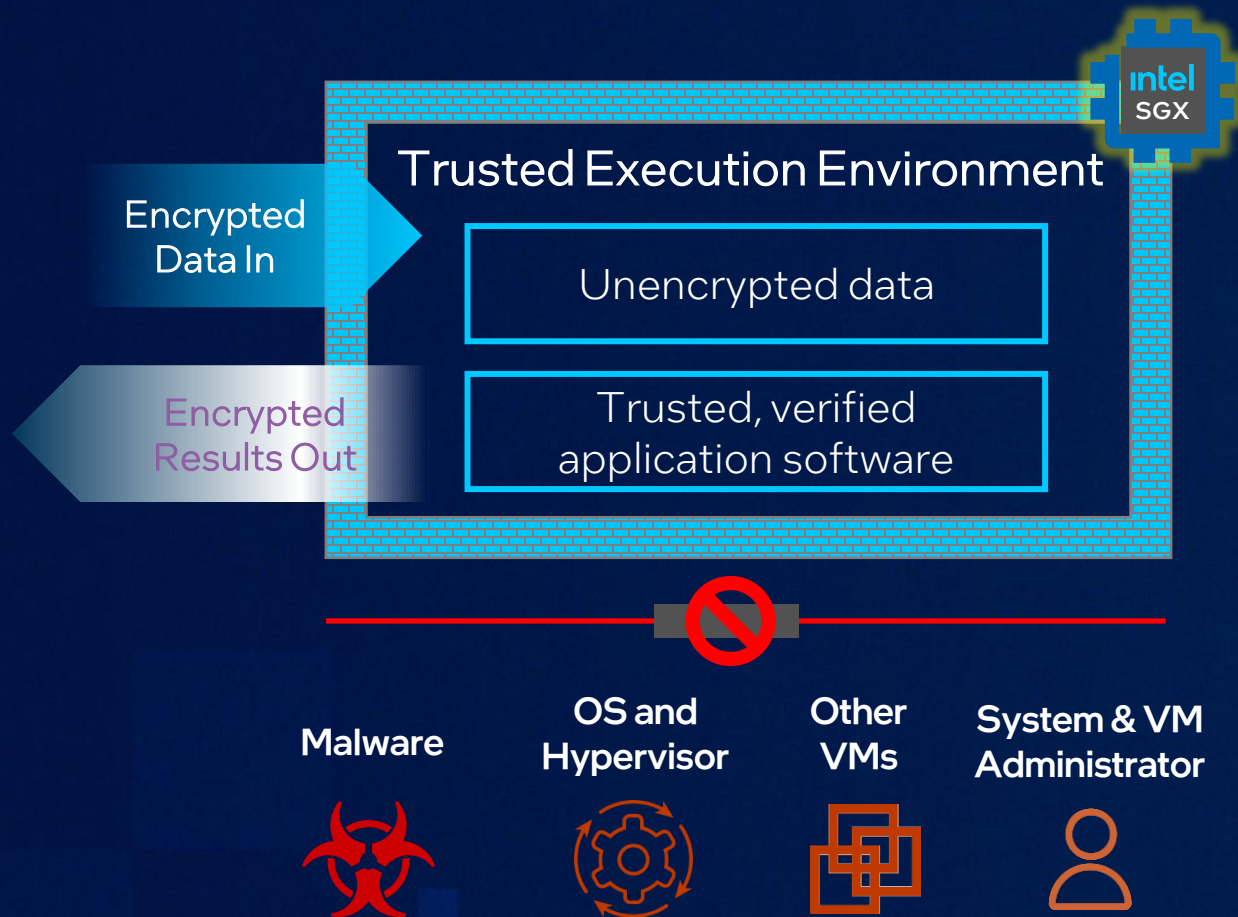 intel
SGX
Trusted Execution Environment
Encrypted
Data In
Unencrypted data
Encrypted
Results Out
Trusted, verified
application software
Malware
OS and
Hypervisor
Other
VMs
System & VM
Administrator